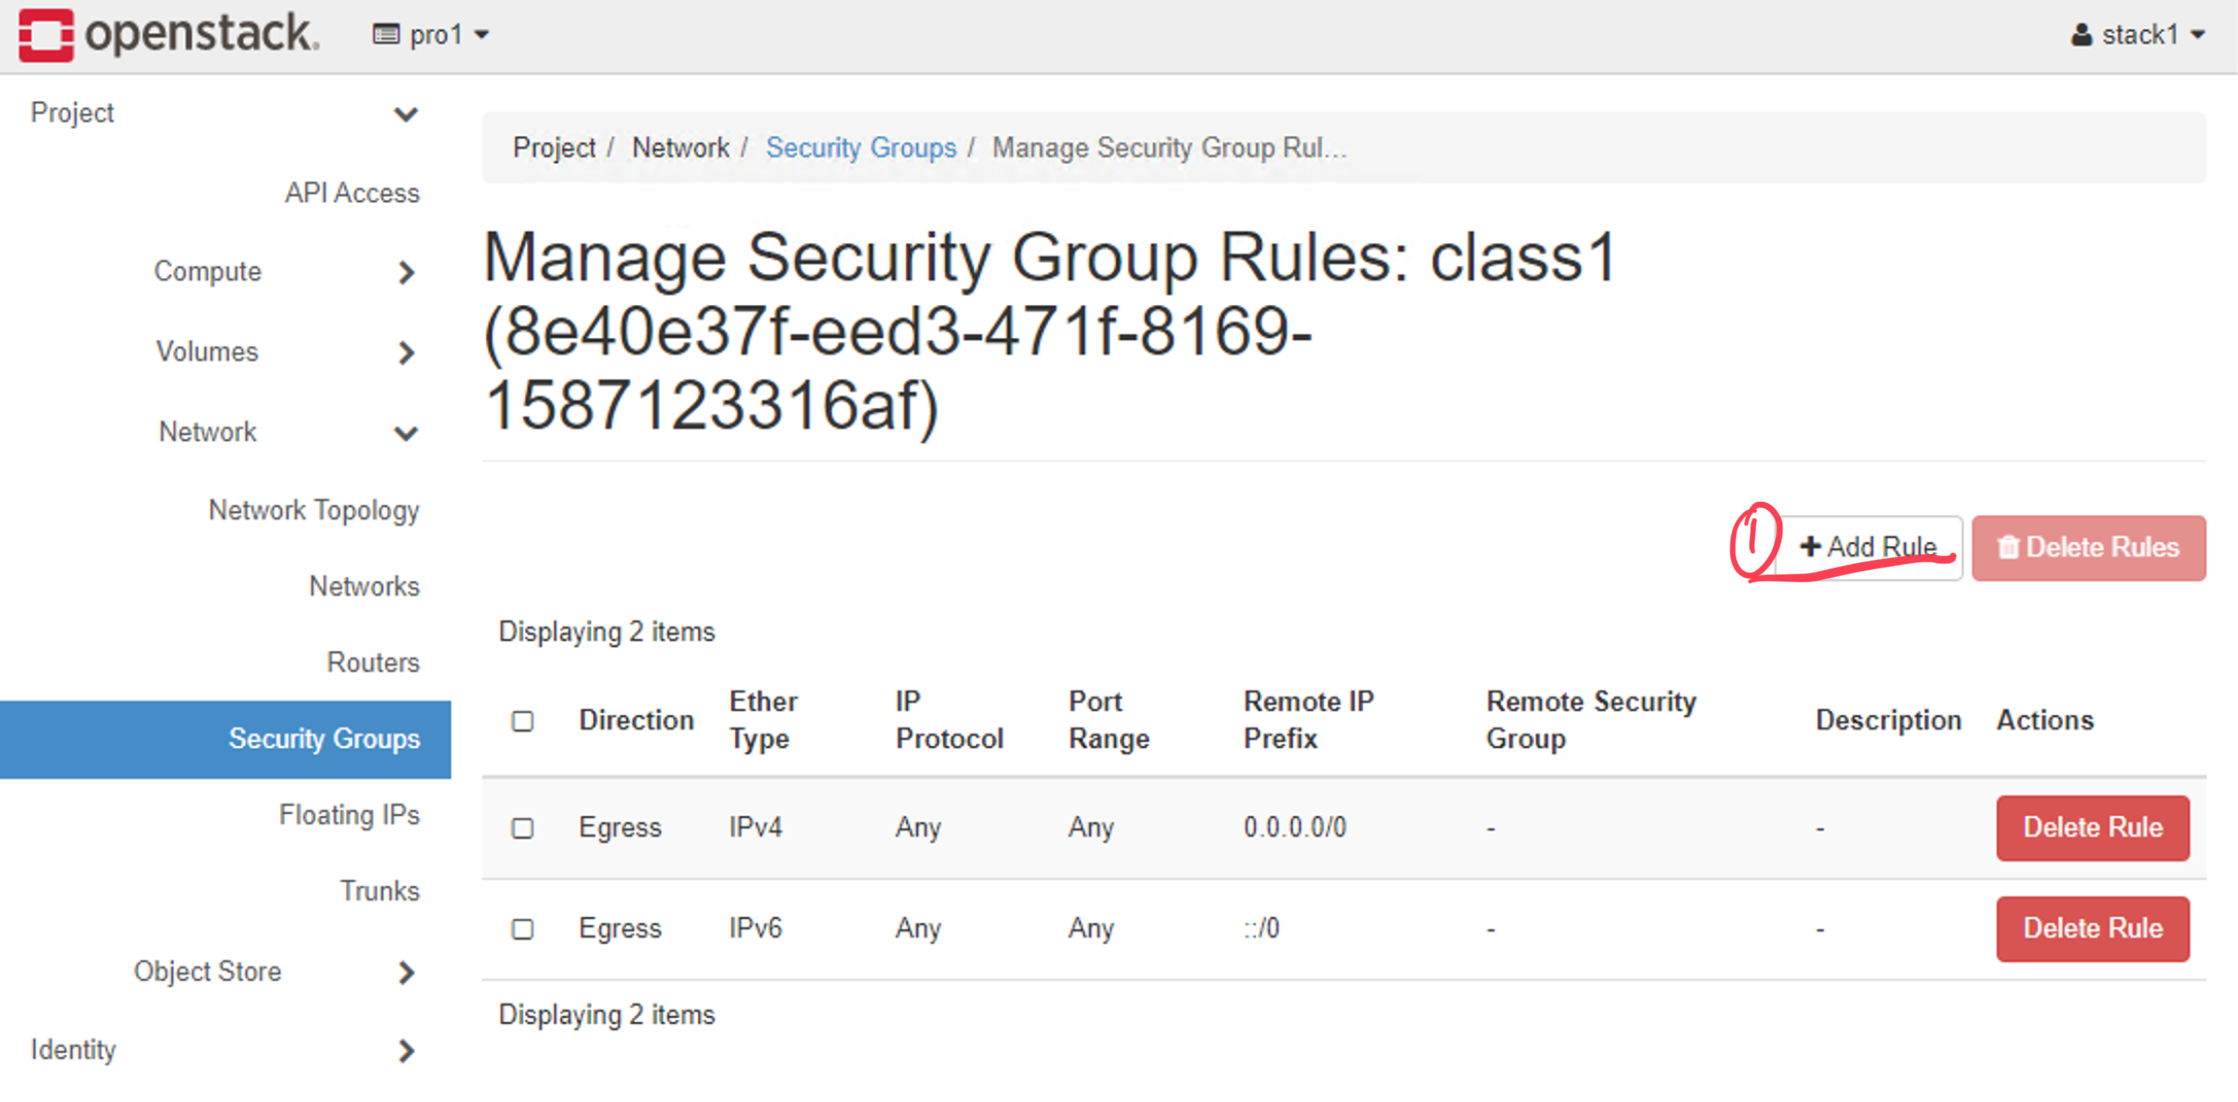 openstack.
pro1
stack1
Project
API Access
Compute
Volumes
Network
Network Topology
Networks
Routers
Security Groups
Floating IPs
Trunks
Object Store
Identity
Project / Network / Security Groups / Manage Security Group Rul...
Manage Security Group Rules: class1
(8e40e37f-eed3-471f-8169-
1587123316af)
1 +Add Rule Delete Rules
Displaying 2 items
Direction Ether Type IP Protocol Port Range Remote IP Prefix Remote Security Group Description Actions
Egress IPv4 Any Any 0.0.0.0/0 - - Delete Rule
Egress IPv6 Any Any ::/0 - - Delete Rule
Displaying 2 items